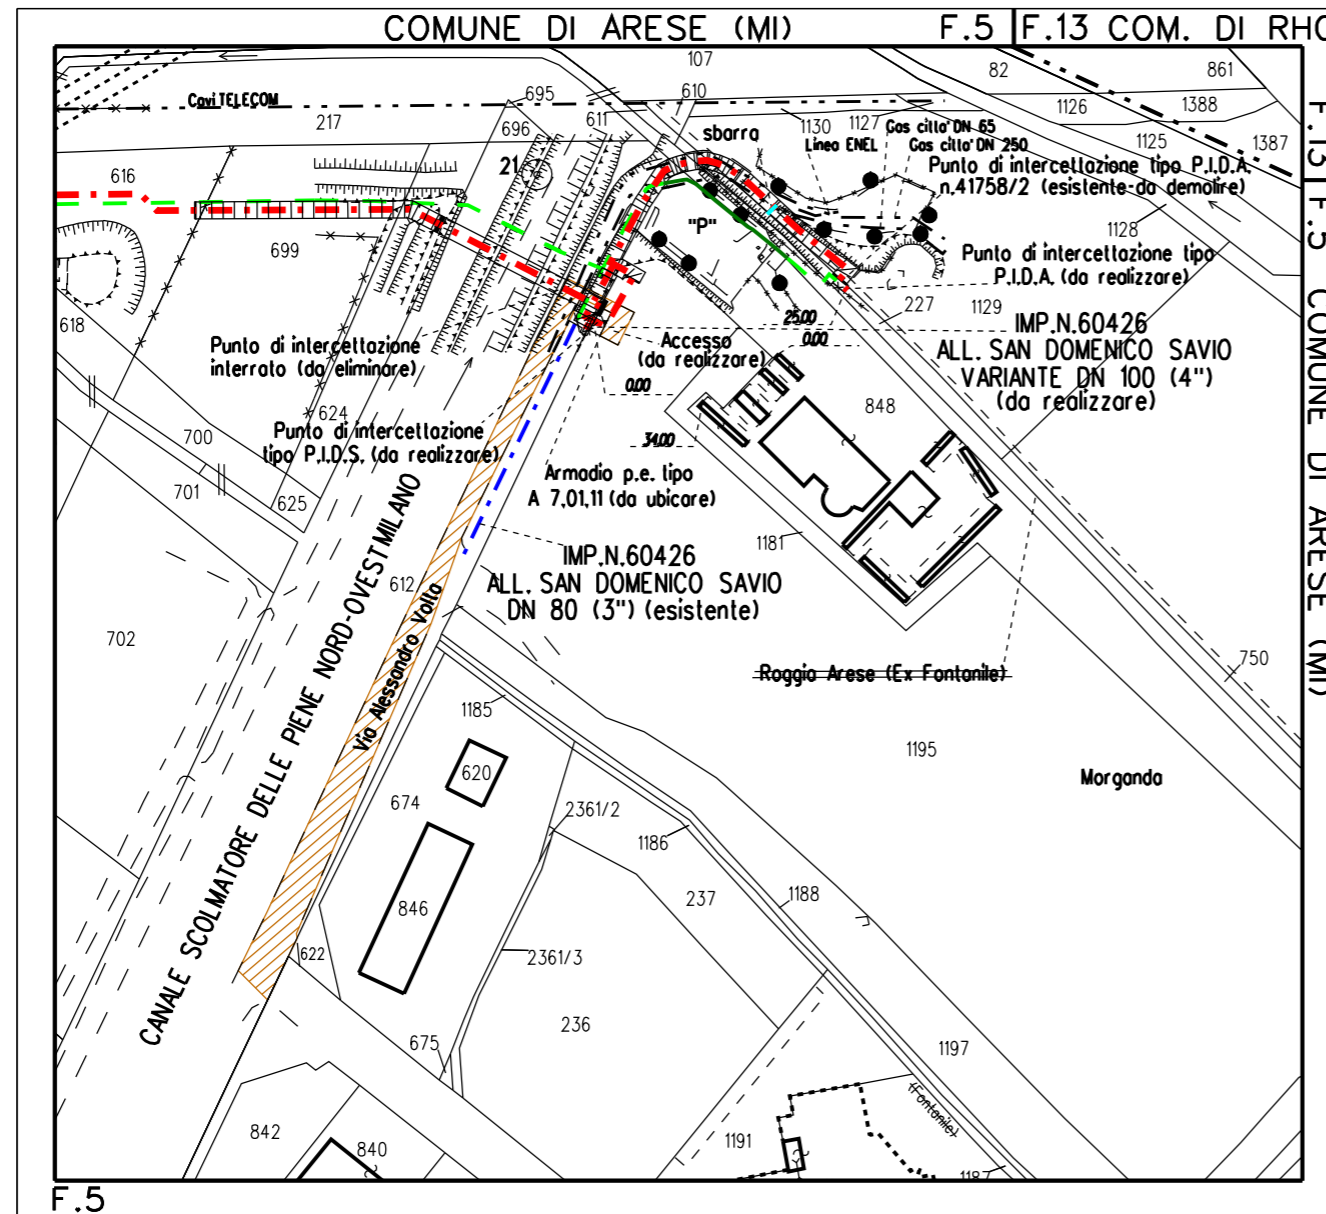 COMUNE DI ARESE (MI)
F.5
F.13 COM. DI RHO
107
82
861
Cavi TELECOM
695
610
1126
1388
217
696
611
sbarra
1130
1127
Gas citta' DN 65
Linea ENEL
Gas citta' DN 250
1125
1387
F.13
F.5
616
21
Punto di intercettazione tipo P.I.D.A.
n.41758/2 (esistente-da demolire)
"P"
1128
699
Punto di intercettazione tipo
P.I.D.A. (da realizzare)
227
1129
618
25.00
0.00
IMP.N.60426
ALL. SAN DOMENICO SAVIO
VARIANTE DN 100 (4")
(da realizzare)
Punto di intercettazione
interrato (da eliminare)
Accesso
(da realizzare)
0.00
848
624
700
Punto di intercettazione
tipo P.I.D.S. (da realizzare)
34.00
701
625
Armadio p.e. tipo
A 7.01.11 (da ubicare)
1181
IMP.N.60426
ALL. SAN DOMENICO SAVIO
DN 80 (3") (esistente)
612
702
CANALE SCOLMATORE DELLE PIENE NORD-OVEST MILANO
Via Alessandro Volta
Roggia Arese (Ex Fontanile)
750
COMUNE DI ARESE (MI)
1185
1195
Morganda
620
674
2361/2
1186
846
237
1188
622
2361/3
236
675
1197
(Fontanile)
842
840
1191
1187
F.5